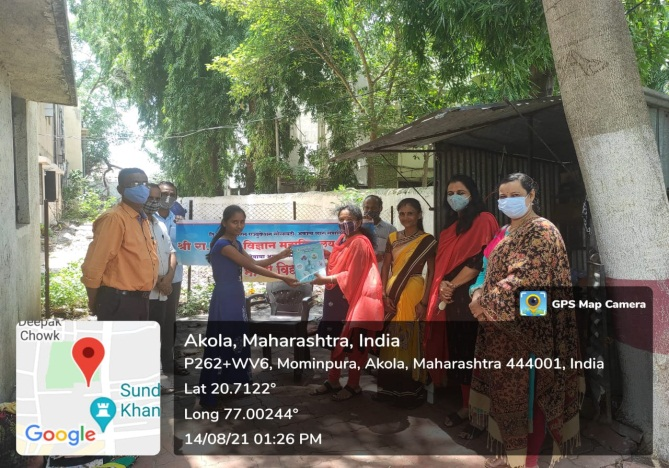 श्री रा
विज्ञान महावि
GPS Map Camera
Deepak
Chowk
Sund
Khan
Google
Akola, Maharashtra, India
P262+WV6, Mominpura, Akola, Maharashtra 444001, India
Lat 20.7122°
Long 77.00244°
14/08/21 01:26 PM